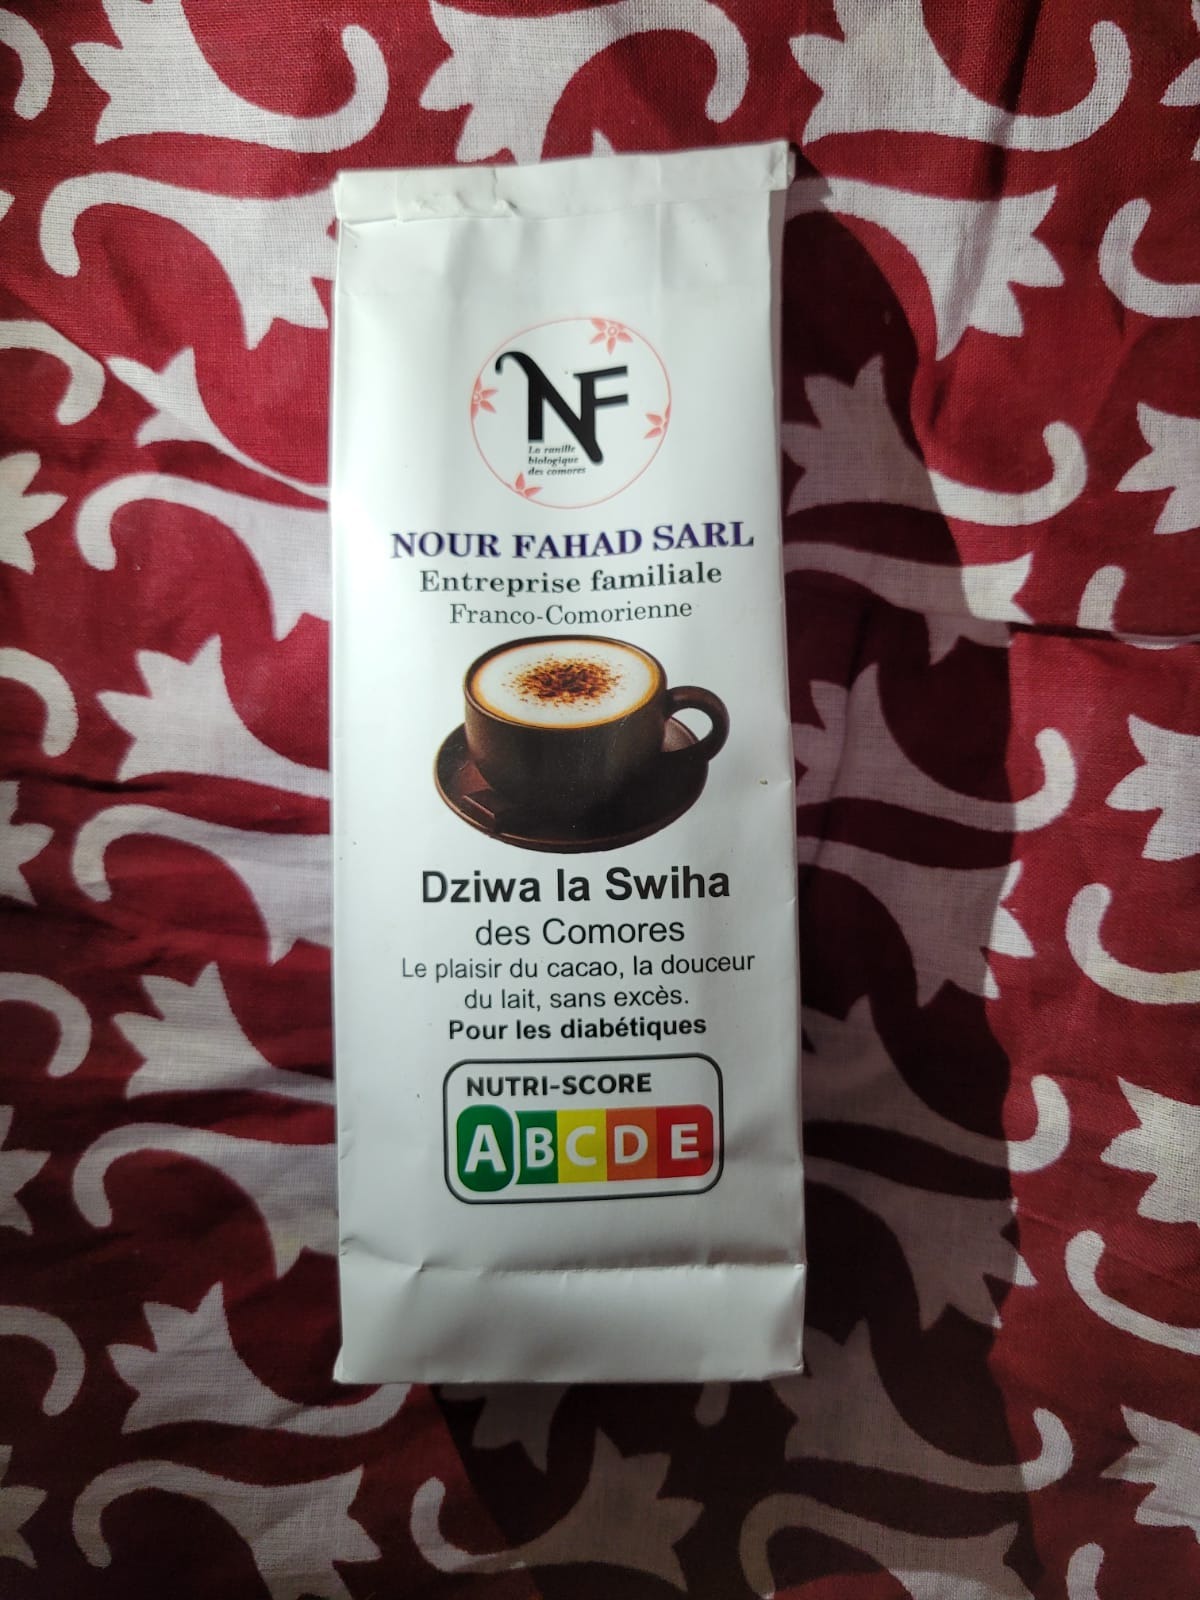 NF
La vanille
biologique
des comores
NOUR FAHAD SARL
Entreprise familiale
Franco-Comorienne
Dziwa la Swiha
des Comores
Le plaisir du cacao, la douceur
du lait, sans excès.
Pour les diabétiques
NUTRI-SCORE
A B C D E